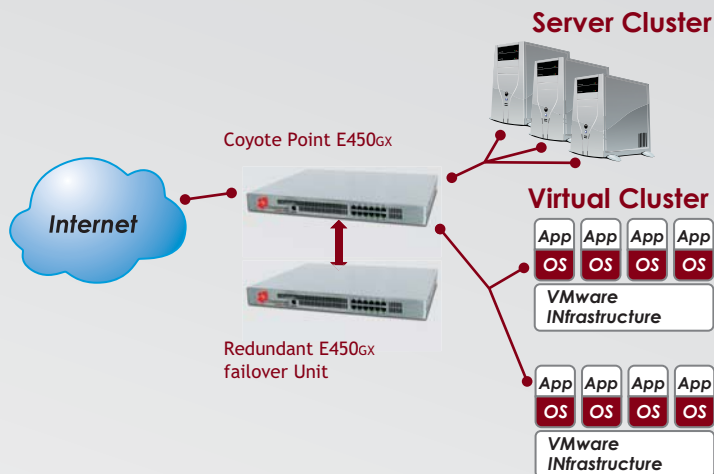 Server Cluster
Coyote Point E450GX
Internet
Virtual Cluster
App App App App
OS OS OS OS
VMware
INfrastructure
Redundant E450GX
failover Unit
App App App App
OS OS OS OS
VMware
INfrastructure